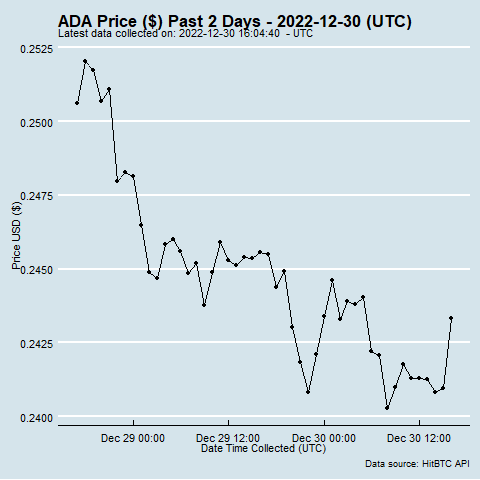 ADA Price ($) Past 2 Days - 2022-12-30 (UTC)
Latest data collected on: 2022-12-30 16:04:40 - UTC
0.2525
0.2500
0.2475
0.2450
0.2425
0.2400
Price USD ($)
Dec 29 00:00 Dec 29 12:00 Dec 30 00:00 Dec 30 12:00
Date Time Collected (UTC)
Data source: HitBTC API